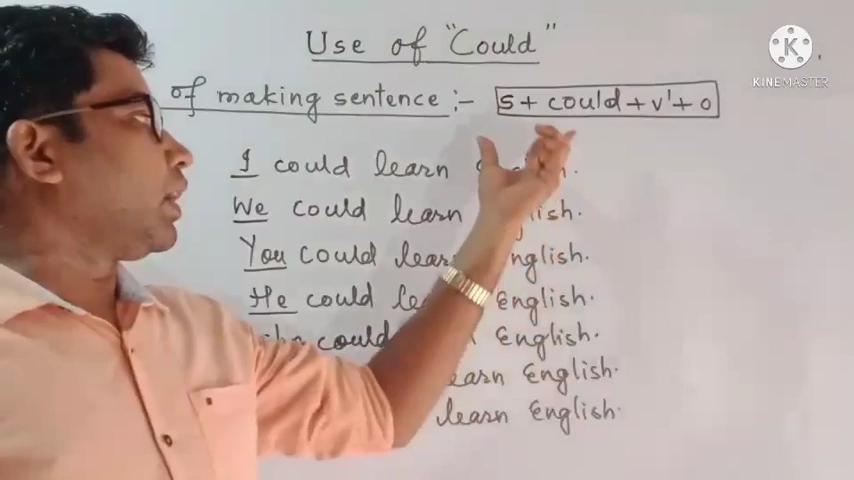 Use of "Could"
of making sentence :- S + could + v¹ + o
I could learn
We could learn
You could English.
He could English.
could English.
learn English.
learn English.
K
KINEMASTER